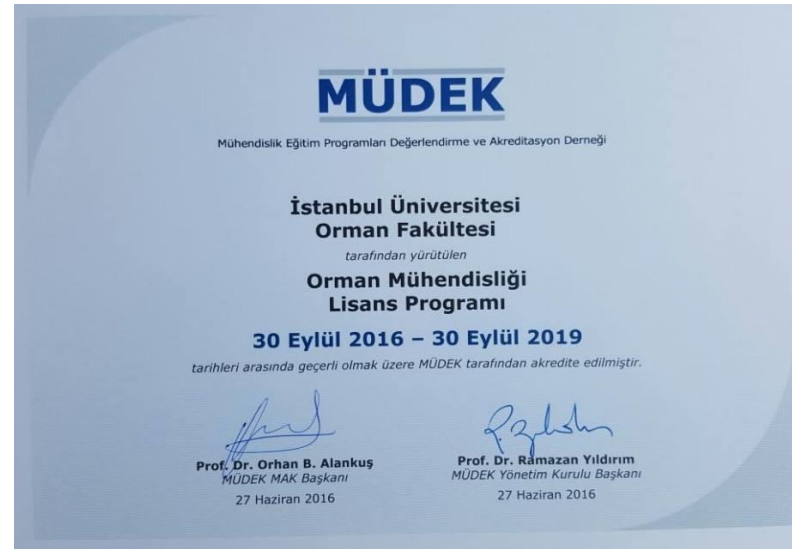 MÜDEK
Mühendislik Eğitim Programları Değerlendirme ve Akreditasyon Derneği
İstanbul Üniversitesi
Orman Fakültesi
tarafından yürütülen
Orman Mühendisliği
Lisans Programı
30 Eylül 2016 – 30 Eylül 2019
tarihleri arasında geçerli olmak üzere MÜDEK tarafından akredite edilmiştir.
Prof. Dr. Orhan B. Alankuş
MÜDEK MAK Başkanı
27 Haziran 2016
Prof. Dr. Ramazan Yıldırım
MÜDEK Yönetim Kurulu Başkanı
27 Haziran 2016